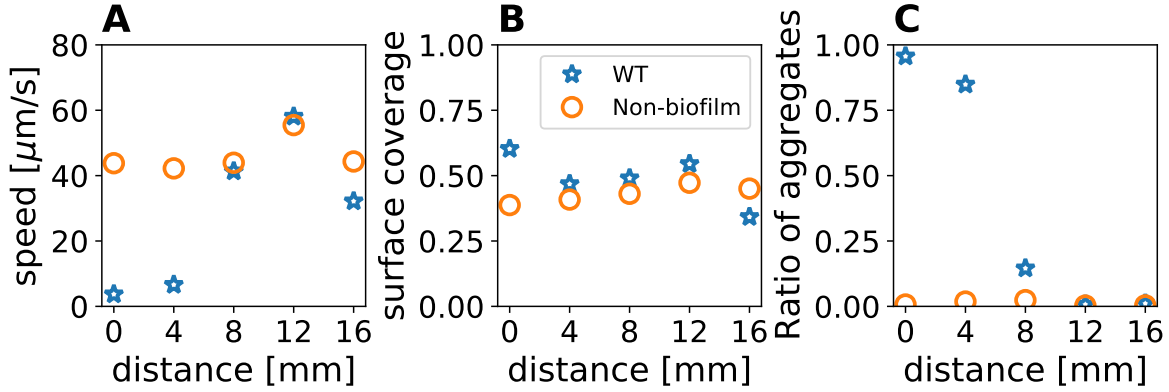 A
B
C
speed [μm/s]
80
60
40
20
0
0 4 8 12 16
distance [mm]
surface coverage
1.00
0.75
0.50
0.25
0.00
WT
Non-biofilm
0 4 8 12 16
distance [mm]
Ratio of aggregates
1.00
0.75
0.50
0.25
0.00
0 4 8 12 16
distance [mm]